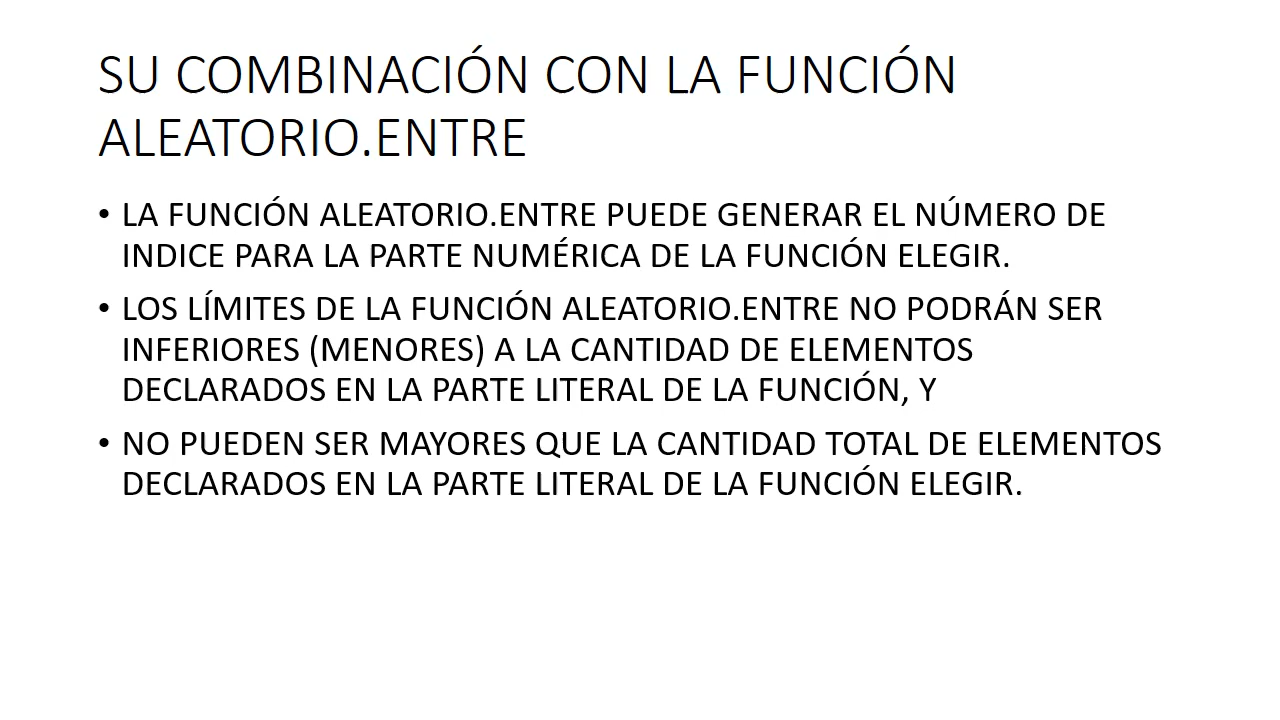 SU COMBINACIÓN CON LA FUNCIÓN
ALEATORIO.ENTRE
• LA FUNCIÓN ALEATORIO.ENTRE PUEDE GENERAR EL NÚMERO DE
INDICE PARA LA PARTE NUMÉRICA DE LA FUNCIÓN ELEGIR.
• LOS LÍMITES DE LA FUNCIÓN ALEATORIO.ENTRE NO PODRÁN SER
INFERIORES (MENORES) A LA CANTIDAD DE ELEMENTOS
DECLARADOS EN LA PARTE LITERAL DE LA FUNCIÓN, Y
• NO PUEDEN SER MAYORES QUE LA CANTIDAD TOTAL DE ELEMENTOS
DECLARADOS EN LA PARTE LITERAL DE LA FUNCIÓN ELEGIR.